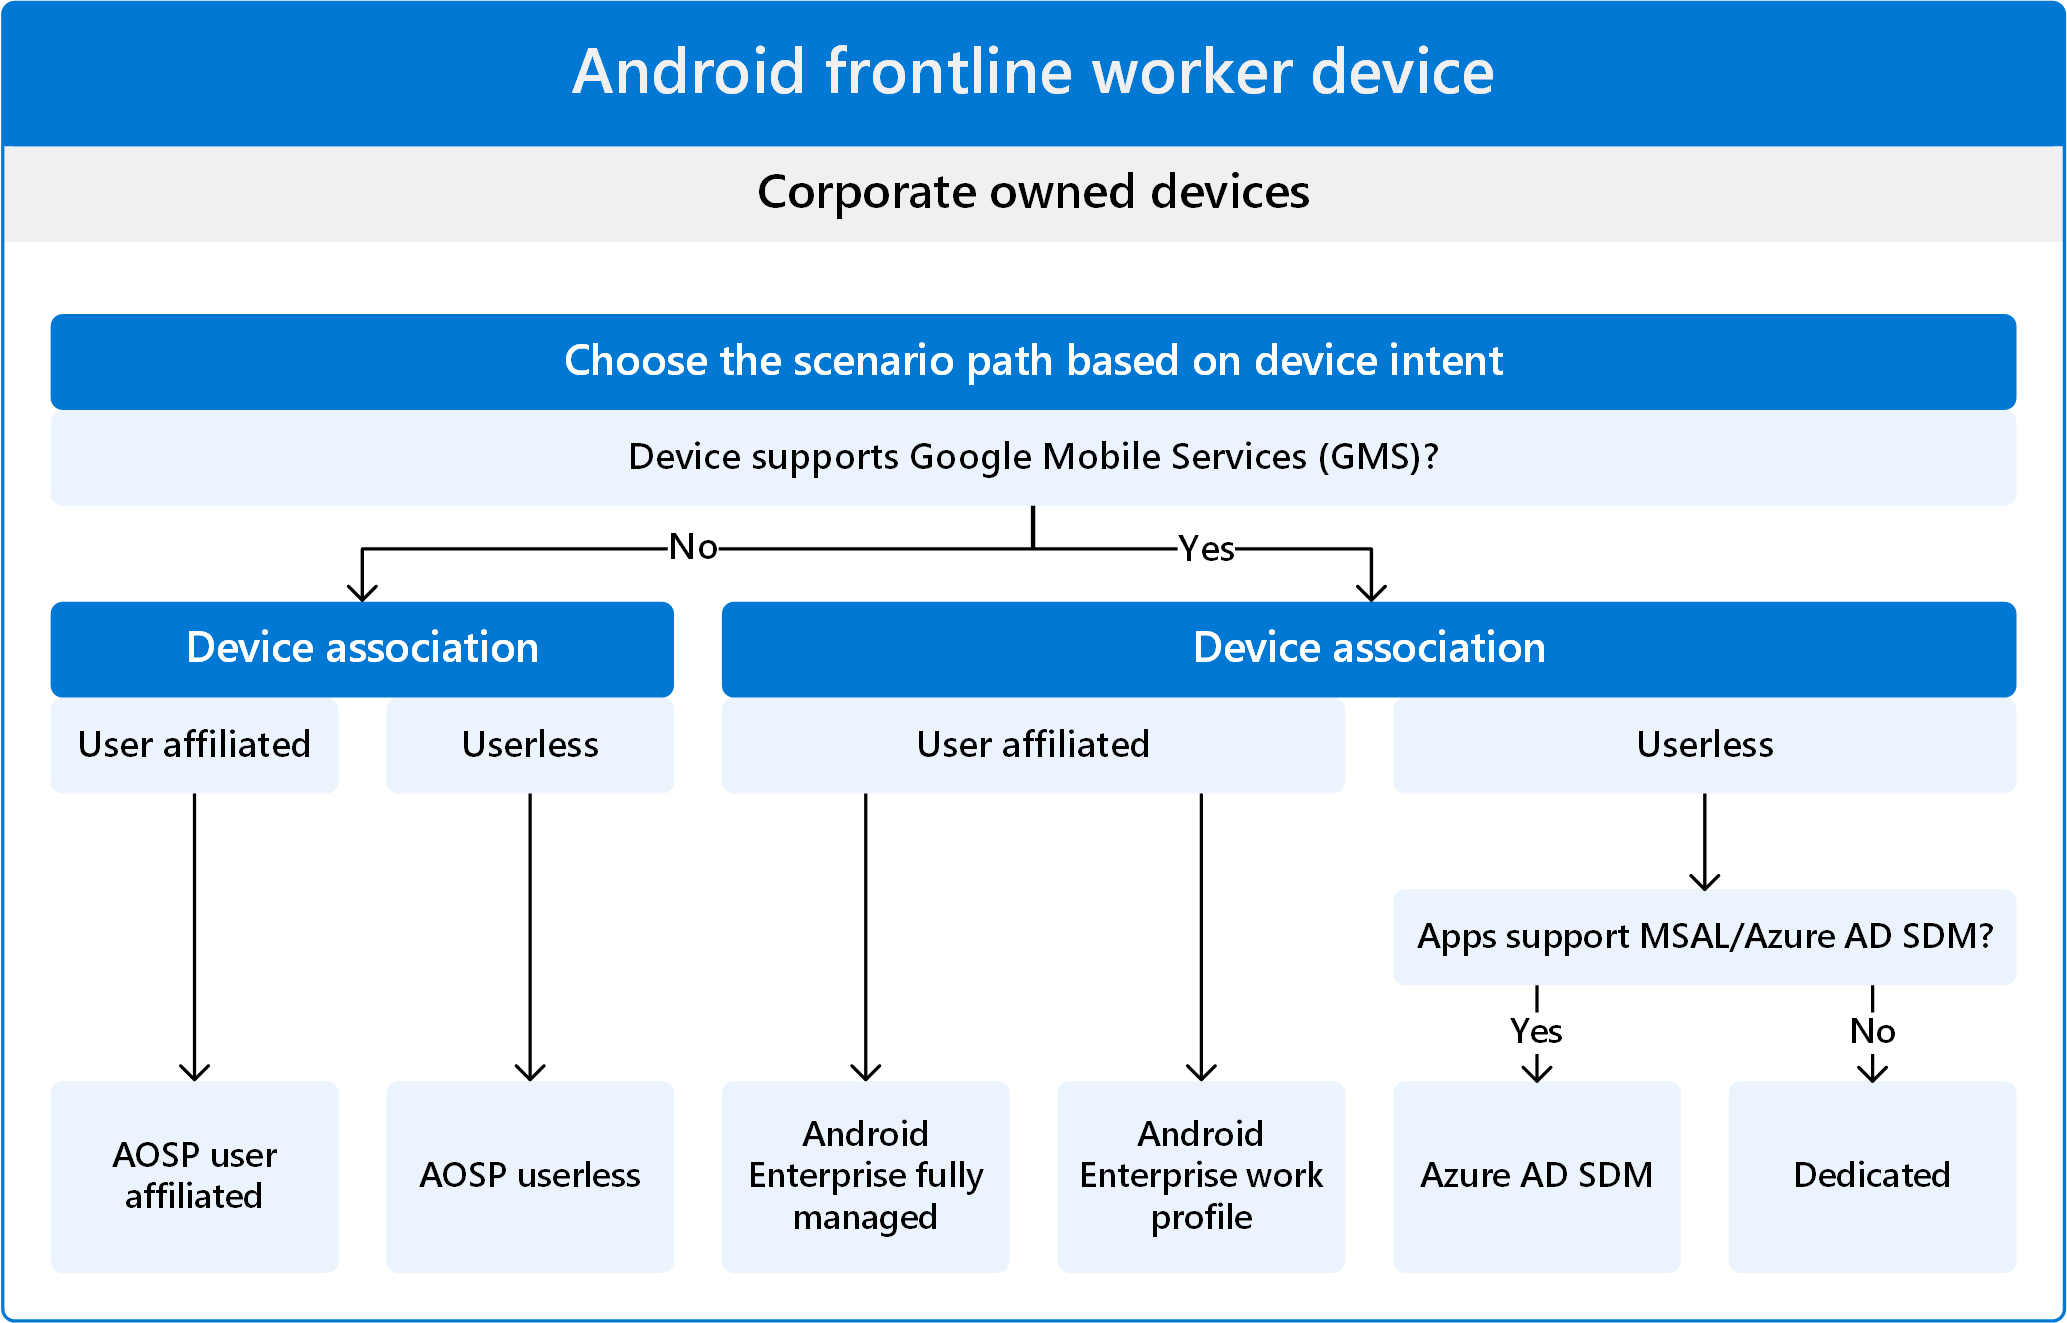 Android frontline worker device
Corporate owned devices
Choose the scenario path based on device intent
Device supports Google Mobile Services (GMS)?
No
Yes
Device association
Device association
User affiliated
Userless
User affiliated
Userless
Apps support MSAL/Azure AD SDM?
Yes
No
AOSP user
affiliated
AOSP userless
Android
Enterprise fully
managed
Android
Enterprise work
profile
Azure AD SDM
Dedicated